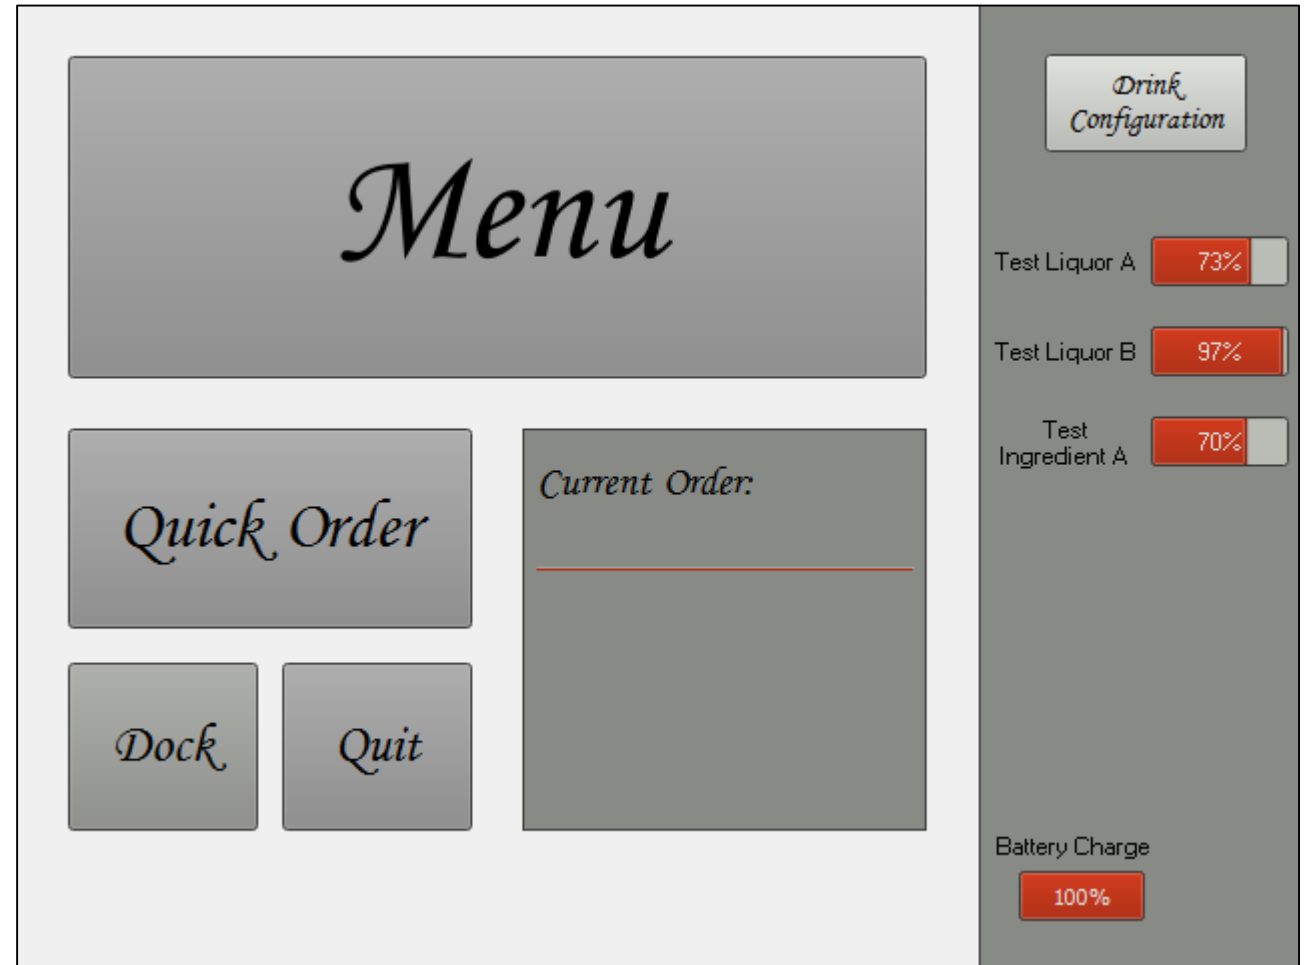 Menu
Quick Order
Dock
Quit
Current Order:
Drink
Configuration
Test Liquor A
73%
Test Liquor B
97%
Test
Ingredient A
70%
Battery Charge
100%